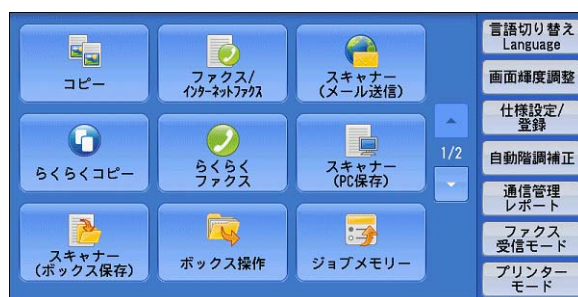 コピー
ファクス/
インターネットファクス
スキャナー
(メール送信)
らくらくコピー
らくらく
ファクス
スキャナー
(PC保存)
スキャナー
(ボックス保存)
ボックス操作
ジョブメモリー
1/2
言語切り替え
Language
画面輝度調整
仕様設定/
登録
自動階調補正
通信管理
レポート
ファクス
受信モード
プリンター
モード